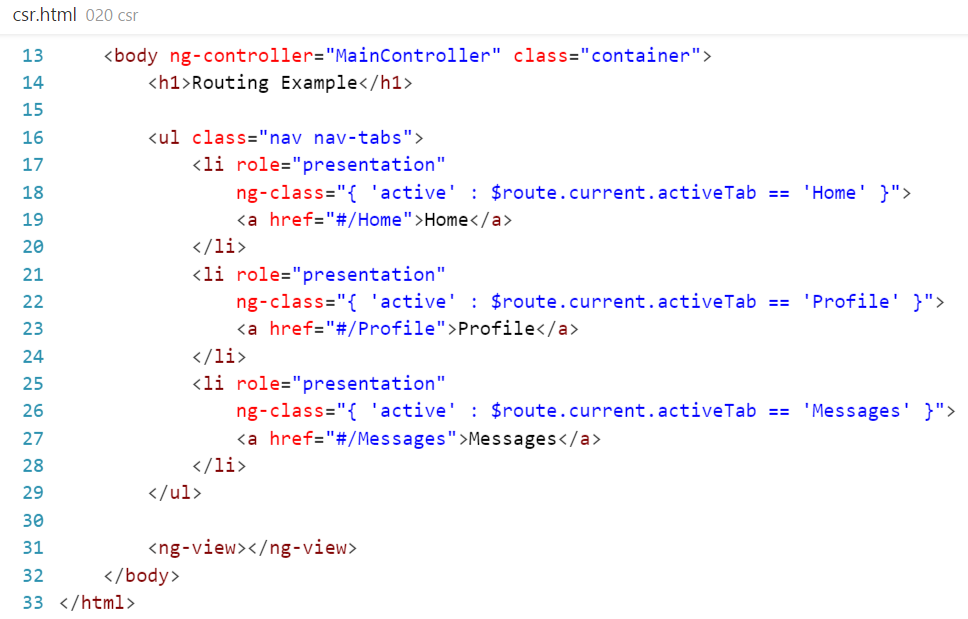 csr.html 020 csr
13 <body ng-controller="MainController" class="container">
14 <h1>Routing Example</h1>
15
16 <ul class="nav nav-tabs">
17 <li role="presentation"
18 ng-class="{ 'active' : $route.current.activeTab == 'Home' }">
19 <a href="#/Home">Home</a>
20 </li>
21 <li role="presentation"
22 ng-class="{ 'active' : $route.current.activeTab == 'Profile' }">
23 <a href="#/Profile">Profile</a>
24 </li>
25 <li role="presentation"
26 ng-class="{ 'active' : $route.current.activeTab == 'Messages' }">
27 <a href="#/Messages">Messages</a>
28 </li>
29 </ul>
30
31 <ng-view></ng-view>
32 </body>
33 </html>